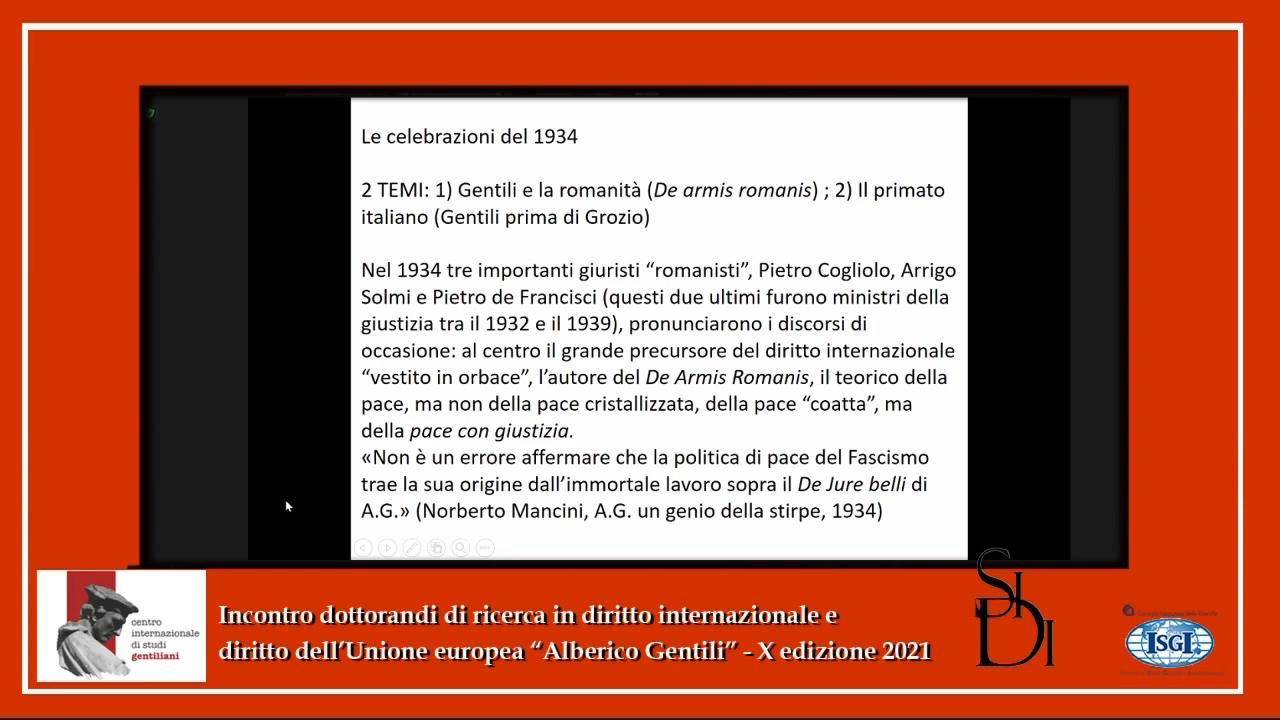 Le celebrazioni del 1934
2 TEMI: 1) Gentili e la romanità (De armis romanis) ; 2) Il primato
italiano (Gentili prima di Grozio)
Nel 1934 tre importanti giuristi “romanisti”, Pietro Cogliolo, Arrigo
Solmi e Pietro de Francisci (questi due ultimi furono ministri della
giustizia tra il 1932 e il 1939), pronunciarono i discorsi di
occasione: al centro il grande precursore del diritto internazionale
“vestito in orbace”, l’autore del De Armis Romanis, il teorico della
pace, ma non della pace cristallizzata, della pace “coatta”, ma
della pace con giustizia.
«Non è un errore affermare che la politica di pace del Fascismo
trae la sua origine dall’immortale lavoro sopra il De Jure belli di
A.G.» (Norberto Mancini, A.G. un genio della stirpe, 1934)
centro
internazionale
di studi
gentiliani
Incontro dottorandi di ricerca in diritto internazionale e
diritto dell’Unione europea “Alberico Gentili” - X edizione 2021
SIDI
ISGI